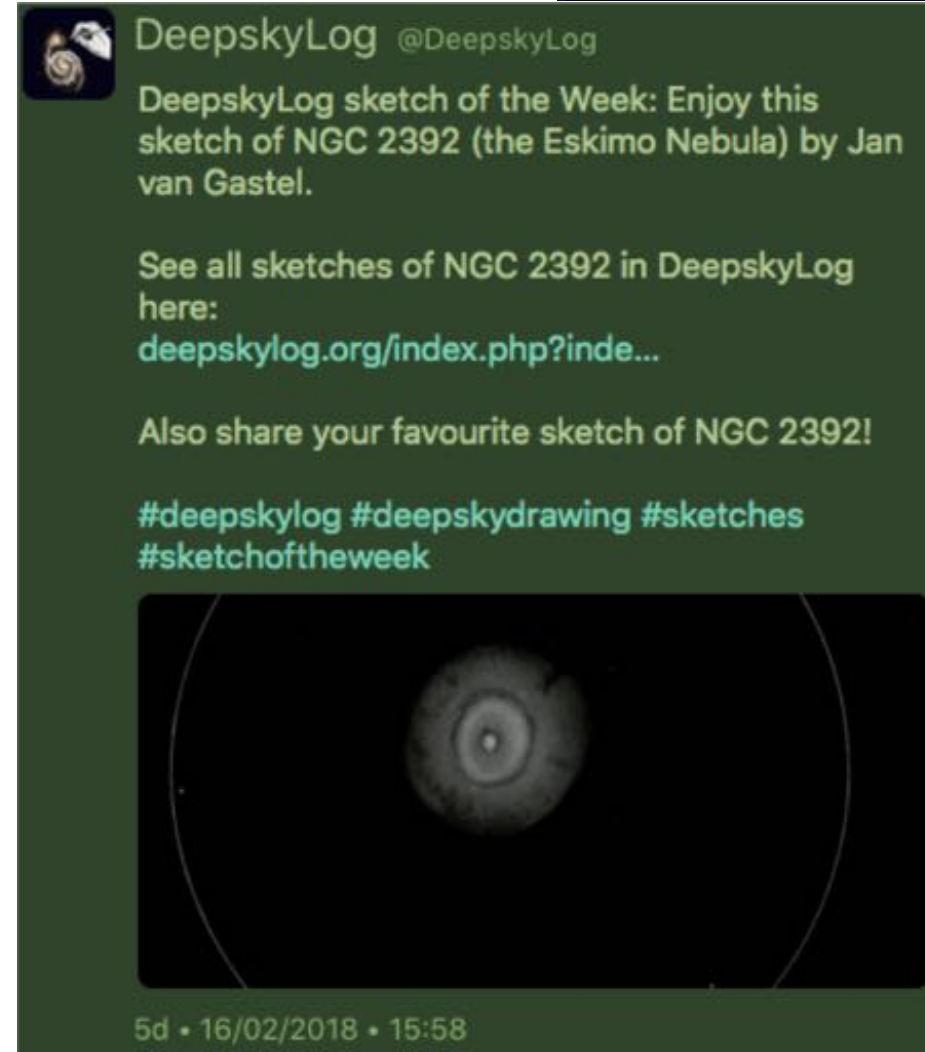 DeepskyLog @DeepskyLog
DeepskyLog sketch of the Week: Enjoy this
sketch of NGC 2392 (the Eskimo Nebula) by Jan
van Gastel.
See all sketches of NGC 2392 in DeepskyLog
here:
deepskylog.org/index.php?inde...
Also share your favourite sketch of NGC 2392!
#deepskylog #deepskydrawing #sketches
#sketchoftheweek
5d • 16/02/2018 • 15:58